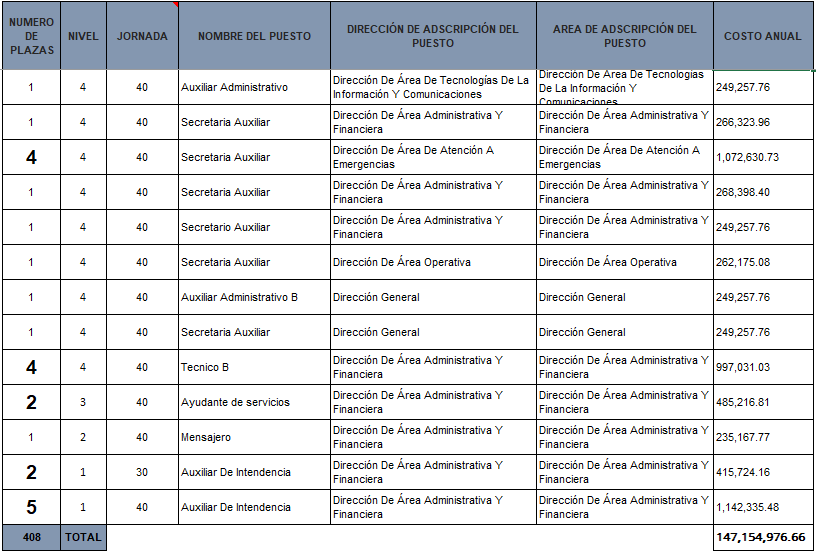 NUMERO DE PLAZAS | NIVEL | JORNADA | NOMBRE DEL PUESTO | DIRECCIÓN DE ADSCRIPCIÓN DEL PUESTO | AREA DE ADSCRIPCIÓN DEL PUESTO | COSTO ANUAL
1 | 4 | 40 | Auxiliar Administrativo | Dirección De Área De Tecnologías De La Información Y Comunicaciones | Dirección De Área De Tecnologías De La Información Y Comunicaciones | 249,257.76
1 | 4 | 40 | Secretaria Auxiliar | Dirección De Área Administrativa Y Financiera | Dirección De Área Administrativa Y Financiera | 266,323.96
4 | 4 | 40 | Secretaria Auxiliar | Dirección De Área De Atención A Emergencias | Dirección De Área De Atención A Emergencias | 1,072,630.73
1 | 4 | 40 | Secretaria Auxiliar | Dirección De Área Administrativa Y Financiera | Dirección De Área Administrativa Y Financiera | 268,398.40
1 | 4 | 40 | Secretario Auxiliar | Dirección De Área Administrativa Y Financiera | Dirección De Área Administrativa Y Financiera | 249,257.76
1 | 4 | 40 | Secretaria Auxiliar | Dirección De Área Operativa | Dirección De Área Operativa | 262,175.08
1 | 4 | 40 | Auxiliar Administrativo B | Dirección General | Dirección General | 249,257.76
1 | 4 | 40 | Secretaria Auxiliar | Dirección General | Dirección General | 249,257.76
4 | 4 | 40 | Tecnico B | Dirección De Área Administrativa Y Financiera | Dirección De Área Administrativa Y Financiera | 997,031.03
2 | 3 | 40 | Ayudante de servicios | Dirección De Área Administrativa Y Financiera | Dirección De Área Administrativa Y Financiera | 485,216.81
1 | 2 | 40 | Mensajero | Dirección De Área Administrativa Y Financiera | Dirección De Área Administrativa Y Financiera | 235,167.77
2 | 1 | 30 | Auxiliar De Intendencia | Dirección De Área Administrativa Y Financiera | Dirección De Área Administrativa Y Financiera | 415,724.16
5 | 1 | 40 | Auxiliar De Intendencia | Dirección De Área Administrativa Y Financiera | Dirección De Área Administrativa Y Financiera | 1,142,335.48
408 | TOTAL | 147,154,976.66